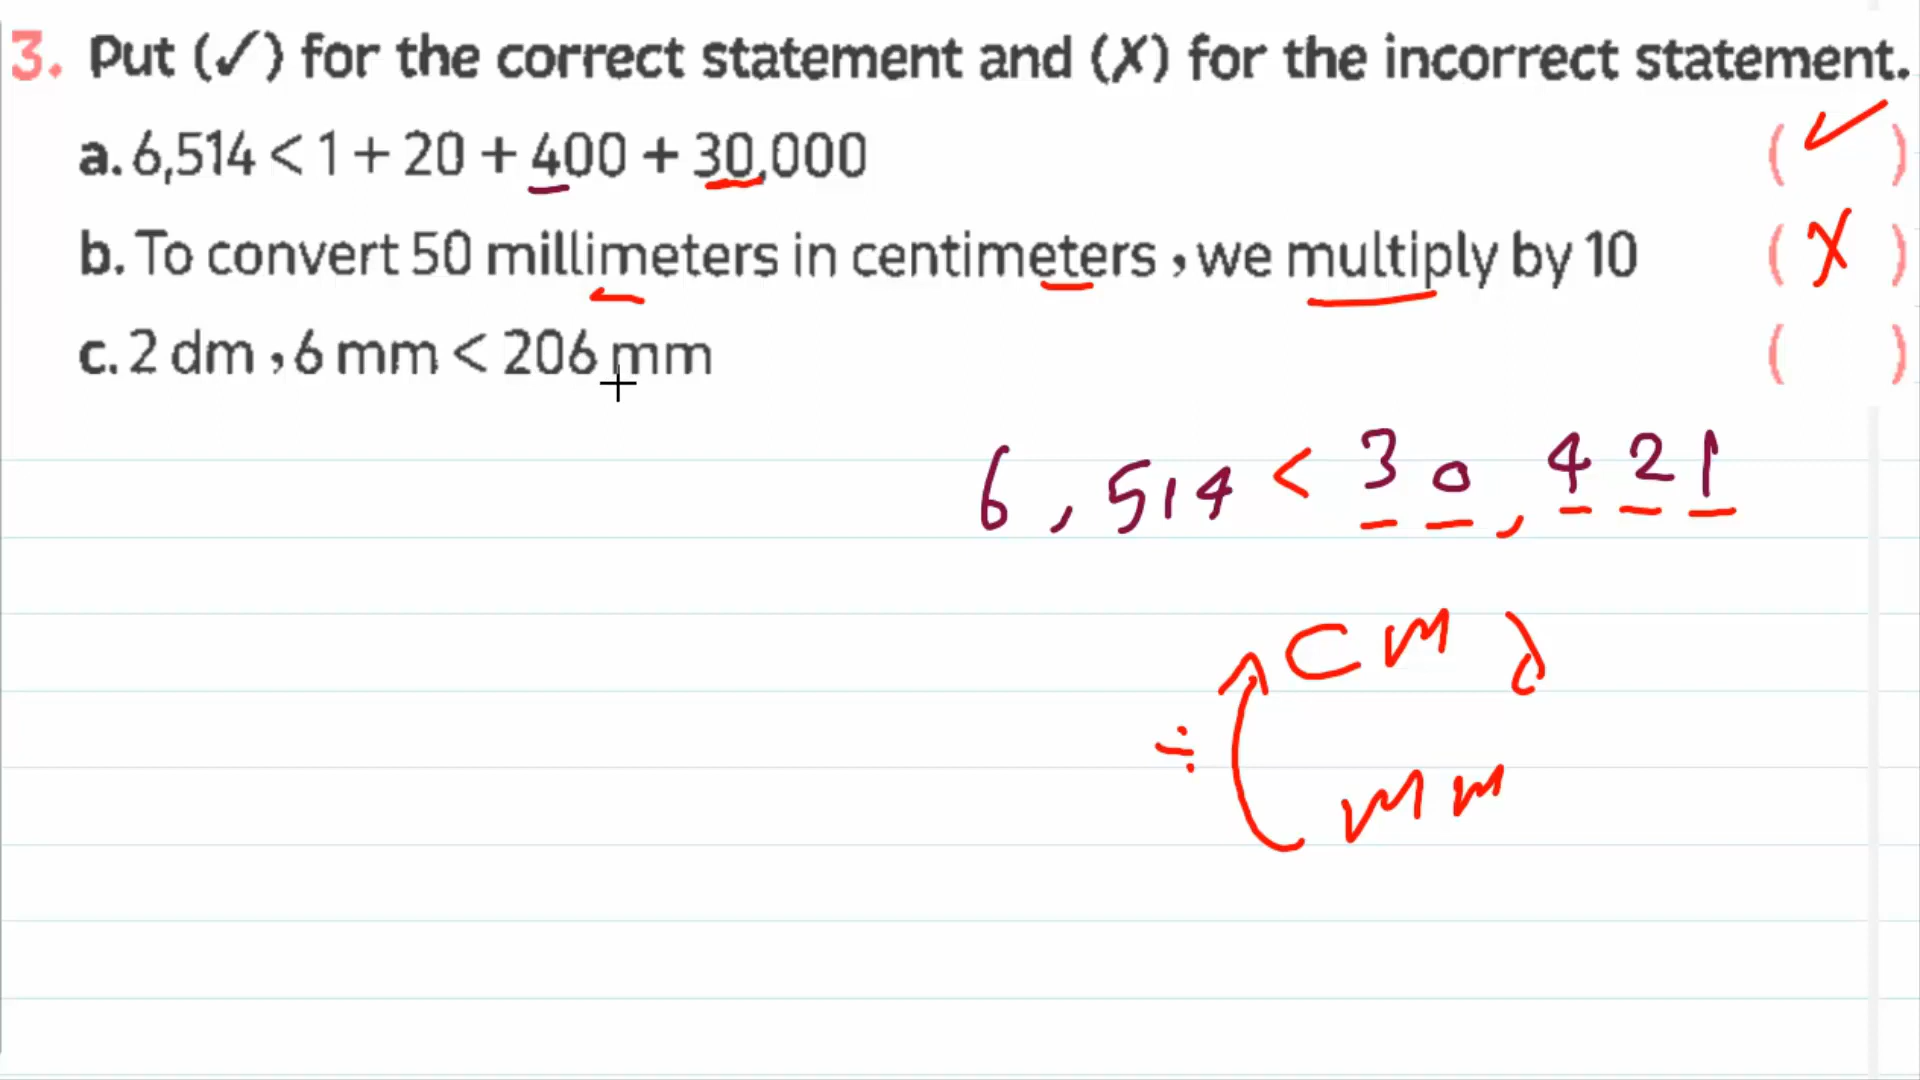 3. Put (✓) for the correct statement and (X) for the incorrect statement.
a. 6,514 < 1 + 20 + 400 + 30,000 ( ✓ )
b. To convert 50 millimeters in centimeters , we multiply by 10 ( X )
c. 2 dm , 6 mm < 206 mm ( )
6 , 514 < 30 , 421
cm
÷
mm